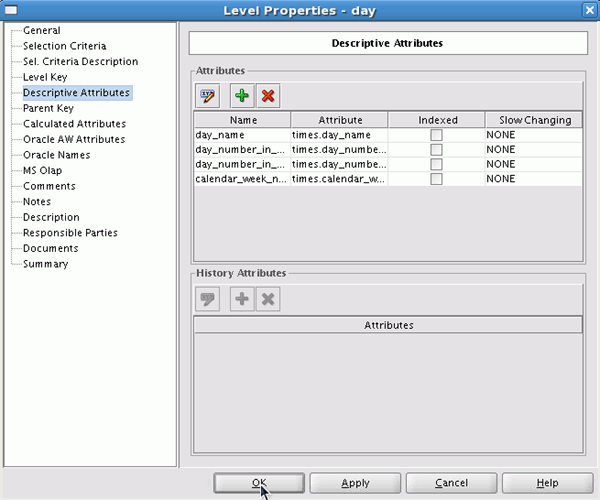 Level Properties - day
General
Selection Criteria
Sel. Criteria Description
Level Key
Descriptive Attributes
Parent Key
Calculated Attributes
Oracle AW Attributes
Oracle Names
MS Olap
Comments
Notes
Description
Responsible Parties
Documents
Summary
Descriptive Attributes
Attributes
Name Attribute Indexed Slow Changing
day_name times.day_name NONE
day_number_in_... times.day_numbe... NONE
day_number_in_... times.day_numbe... NONE
calendar_week_n... times.calendar_w... NONE
History Attributes
Attributes
OK Apply Cancel Help